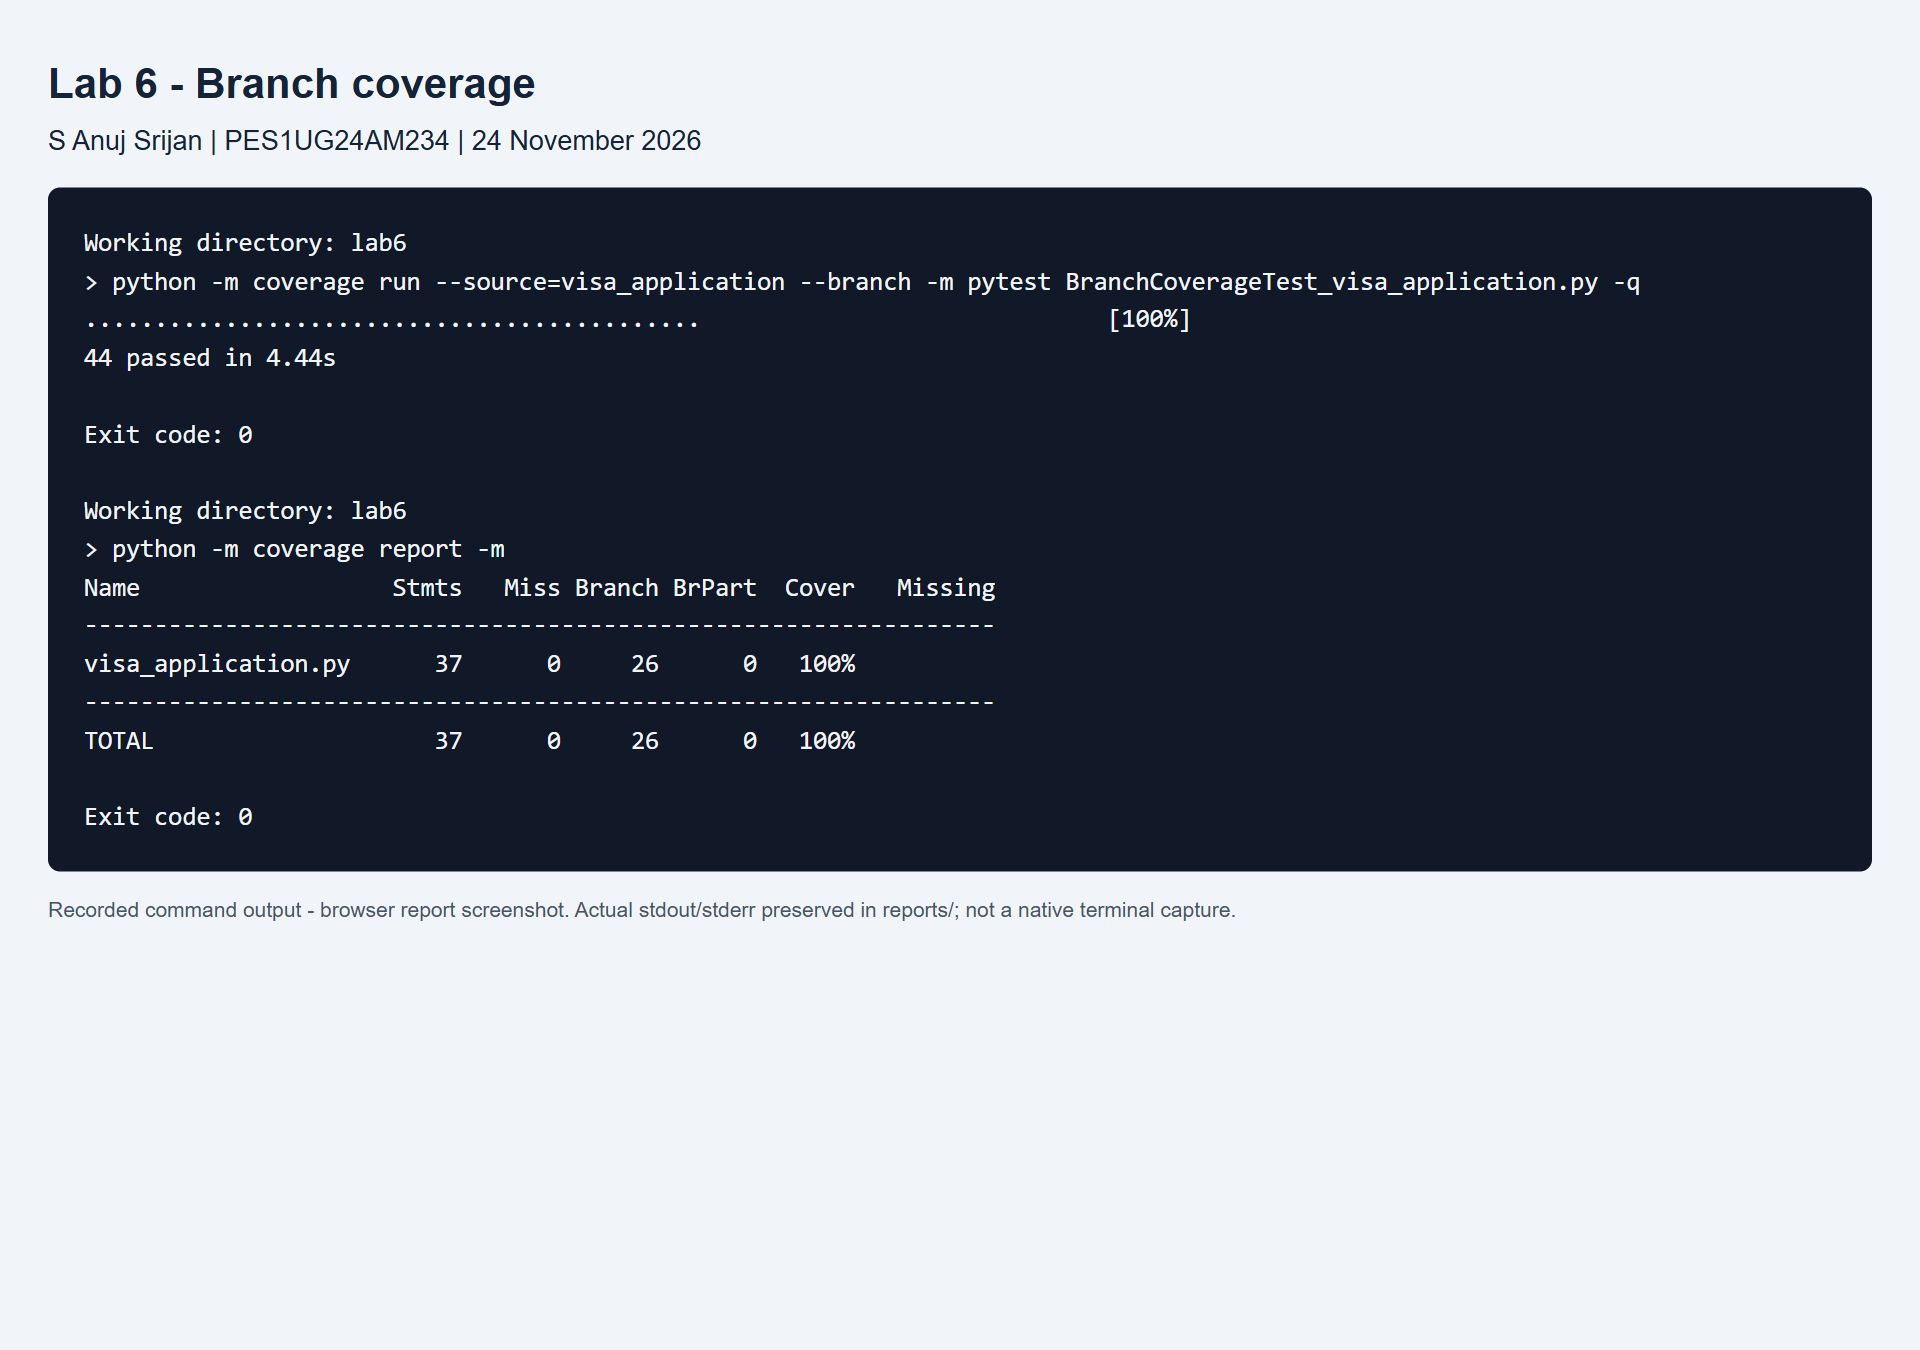 Lab 6 - Branch coverage
S Anuj Srijan | PES1UG24AM234 | 24 November 2026
Working directory: lab6
> python -m coverage run --source=visa_application --branch -m pytest BranchCoverageTest_visa_application.py -q
............................................                             [100%]
44 passed in 4.44s
Exit code: 0
Working directory: lab6
> python -m coverage report -m
Name                  Stmts   Miss Branch BrPart  Cover   Missing
-----------------------------------------------------------------
visa_application.py      37      0     26      0   100%
-----------------------------------------------------------------
TOTAL                    37      0     26      0   100%
Exit code: 0
Recorded command output - browser report screenshot. Actual stdout/stderr preserved in reports/; not a native terminal capture.